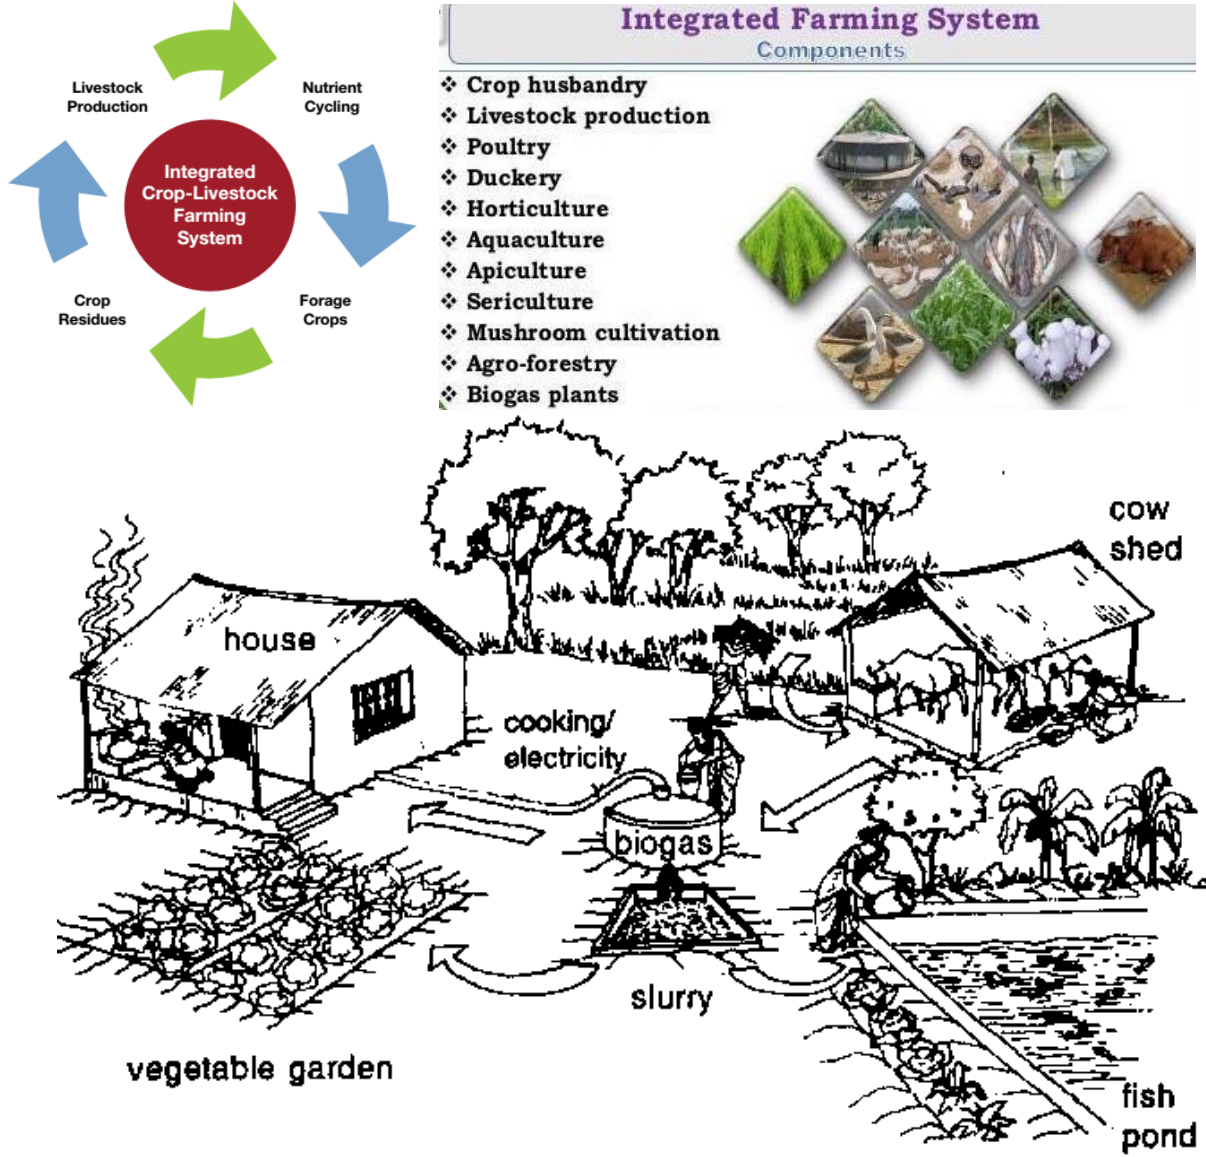 Livestock
Production
Nutrient
Cycling
Integrated
Crop-Livestock
Farming
System
Crop
Residues
Forage
Crops
Integrated Farming System
Components
Crop husbandry
Livestock production
Poultry
Duckery
Horticulture
Aquaculture
Apiculture
Sericulture
Mushroom cultivation
Agro-forestry
Biogas plants
cow
shed
house
cooking/
electricity
biogas
slurry
vegetable garden
fish
pond